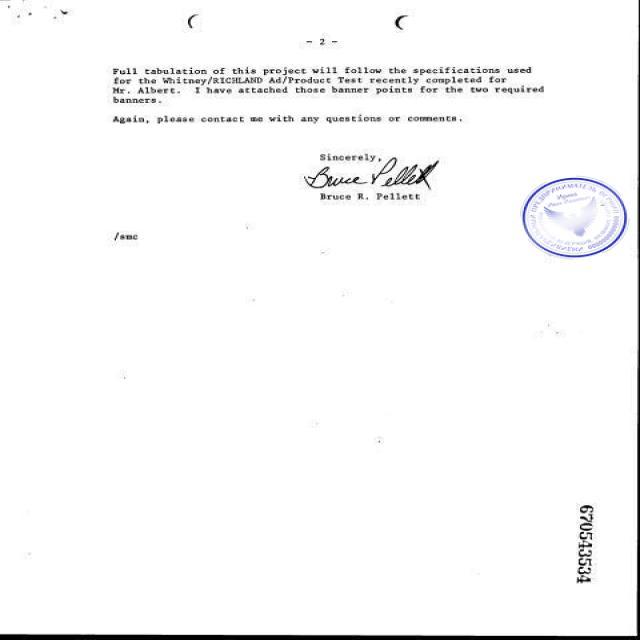 - 2 -
Full tabulation of this project will follow the specifications used
for the Whitney/RICHLAND Ad/Product Test recently completed for
Mr. Albert.  I have attached those banner points for the two required
banners.
Again, please contact me with any questions or comments.
Sincerely,
Bruce Pellett
Bruce R. Pellett
/smc
670543534